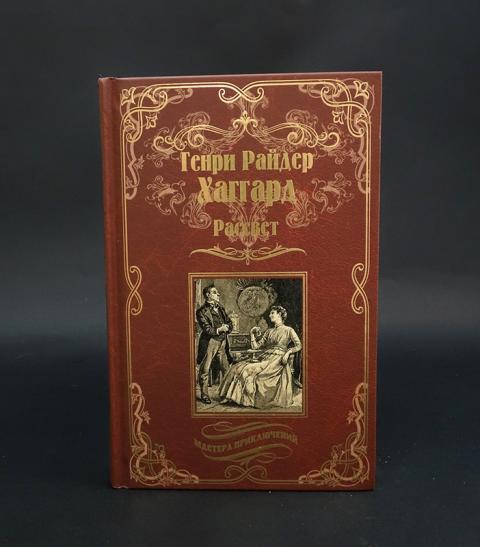 Генри Райдер
Хаггард
Рассвет
МАСТЕРА ПРИКЛЮЧЕНИЙ